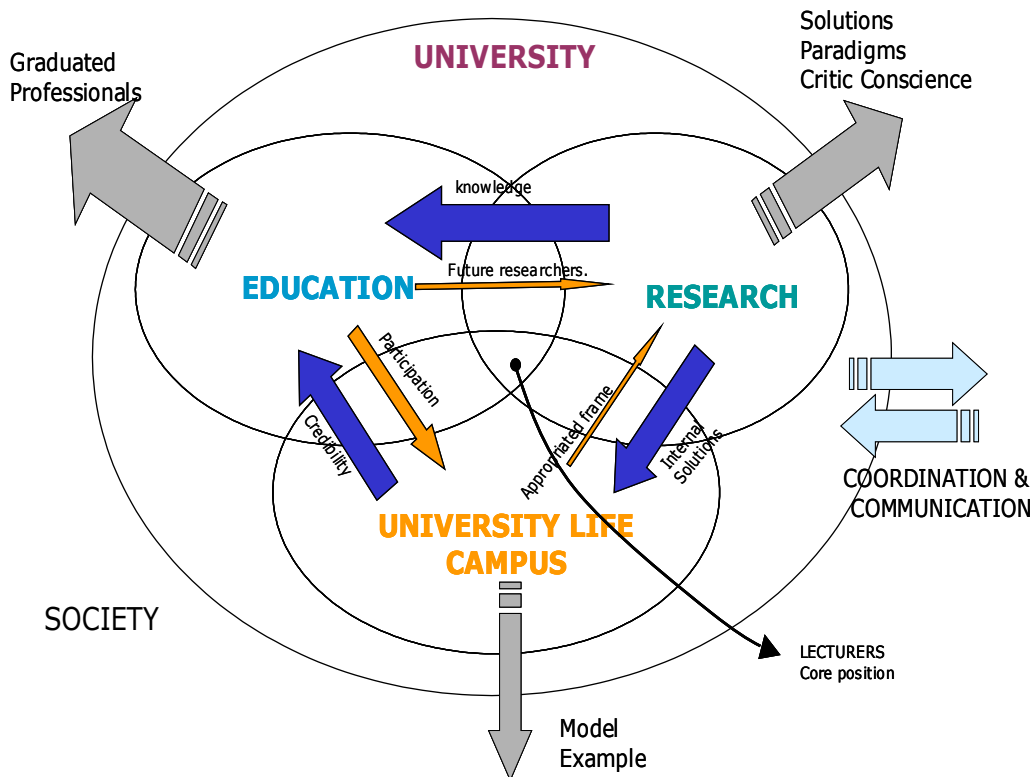 Solutions
Paradigms
Critic Conscience
Graduated
Professionals
UNIVERSITY
knowledge
Future researchers.
EDUCATION
RESEARCH
Participation
Credibility
Appropriated frame
Internal
Solutions
COORDINATION &
COMMUNICATION
UNIVERSITY LIFE
CAMPUS
SOCIETY
LECTURERS
Core position
Model
Example